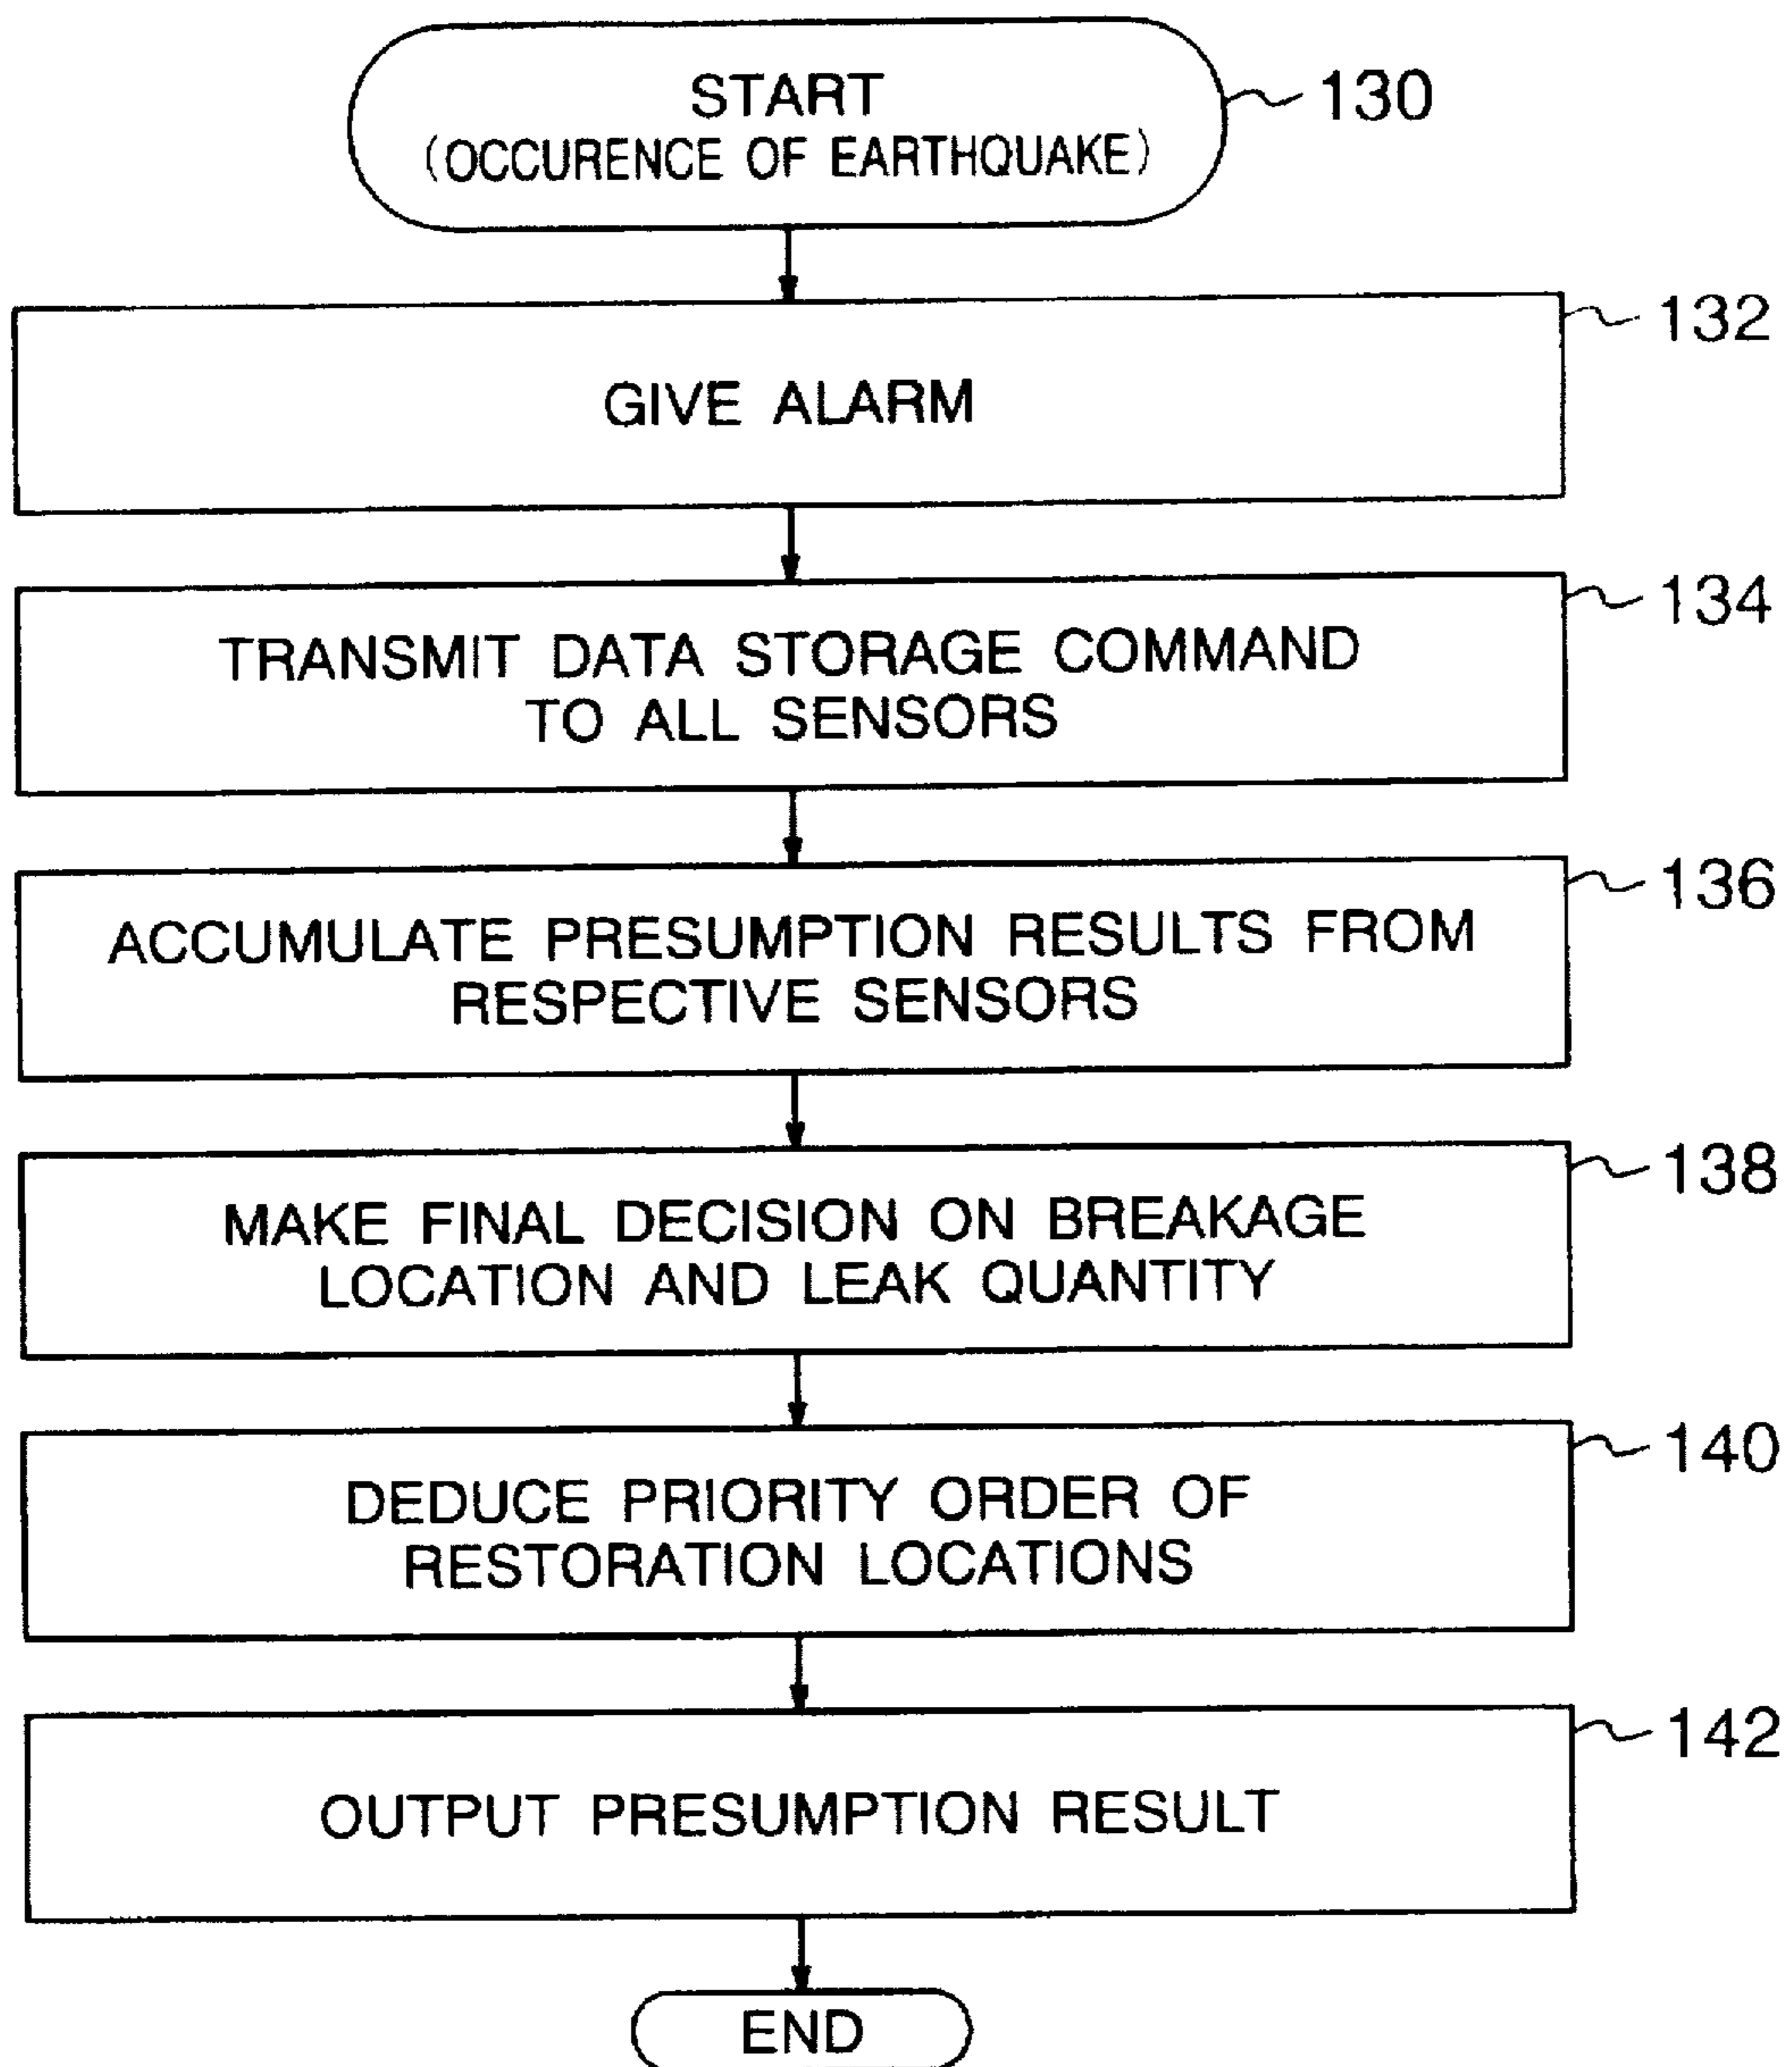 START
(OCCURENCE OF EARTHQUAKE)
130
132
GIVE ALARM
134
TRANSMIT DATA STORAGE COMMAND
TO ALL SENSORS
136
ACCUMULATE PRESUMPTION RESULTS FROM
RESPECTIVE SENSORS
138
MAKE FINAL DECISION ON BREAKAGE
LOCATION AND LEAK QUANTITY
140
DEDUCE PRIORITY ORDER OF
RESTORATION LOCATIONS
142
OUTPUT PRESUMPTION RESULT
END